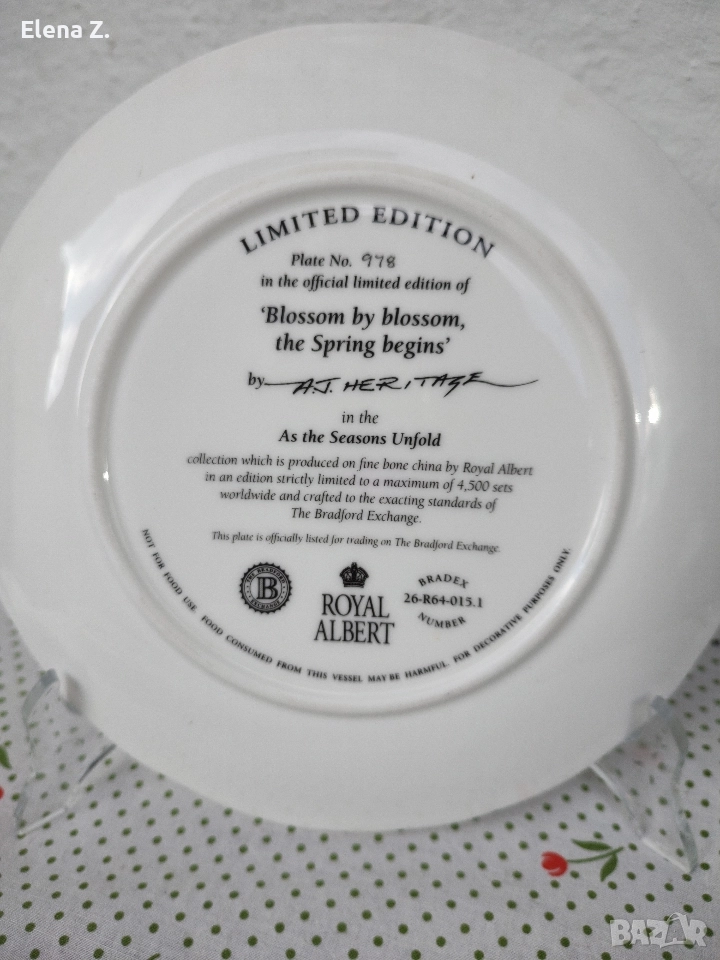 Elena Z.
LIMITED EDITION
Plate No. 978
in the official limited edition of
‘Blossom by blossom,
the Spring begins’
by A.J. HERITAGE
in the
As the Seasons Unfold
collection which is produced on fine bone china by Royal Albert
in an edition strictly limited to a maximum of 4,500 sets
worldwide and crafted to the exacting standards of
The Bradford Exchange.
This plate is officially listed for trading on The Bradford Exchange.
THE BRADFORD
B
EXCHANGE
ROYAL
ALBERT
BRADEX
26-R64-015.1
NUMBER
NOT FOR FOOD USE. FOOD CONSUMED FROM THIS VESSEL MAY BE HARMFUL. FOR DECORATIVE PURPOSES ONLY.
BAZAR